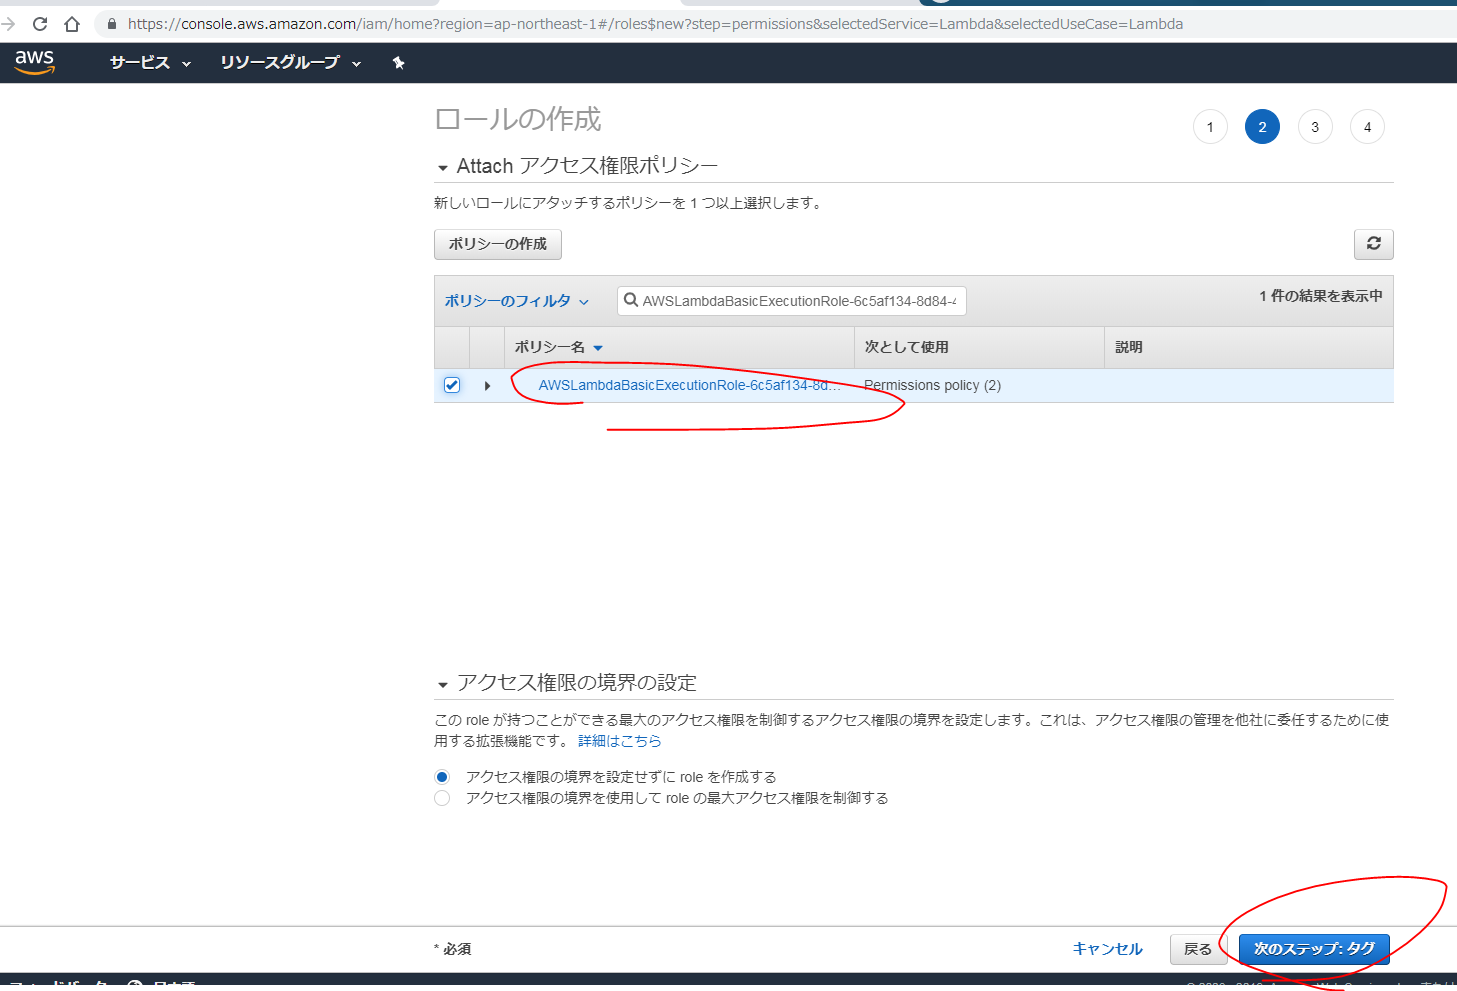 https://console.aws.amazon.com/iam/home?region=ap-northeast-1#/roles$new?step=permissions&selectedService=Lambda&selectedUseCase=Lambda
aws サービス リソースグループ
ロールの作成
1 2 3 4
Attach アクセス権限ポリシー
新しいロールにアタッチするポリシーを 1 つ以上選択します。
ポリシーの作成
ポリシーのフィルタ AWSLambdaBasicExecutionRole-6c5af134-8d84-4 1 件の結果を表示中
ポリシー名 次として使用 説明
AWSLambdaBasicExecutionRole-6c5af134-8d... Permissions policy (2)
アクセス権限の境界の設定
この role が持つことができる最大のアクセス権限を制御するアクセス権限の境界を設定します。これは、アクセス権限の管理を他社に委任するために使
用する拡張機能です。 詳細はこちら
アクセス権限の境界を設定せずに role を作成する
アクセス権限の境界を使用して role の最大アクセス権限を制御する
* 必須 キャンセル 戻る 次のステップ: タグ